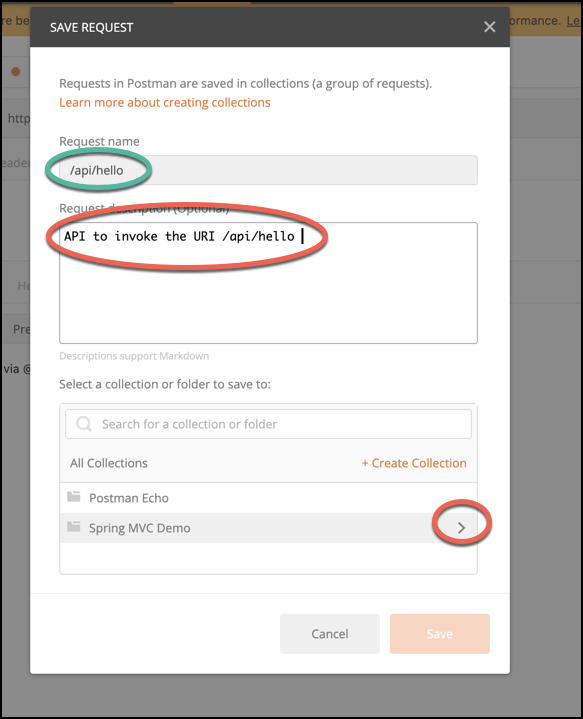 SAVE REQUEST
re be
ormance. Le
Requests in Postman are saved in collections (a group of requests).
Learn more about creating collections
http
Request name
eader
/api/hello
Request description (Optional)
API to invoke the URI /api/hello
He
Pre
Descriptions support Markdown
via @
Select a collection or folder to save to:
Search for a collection or folder
All Collections
+ Create Collection
Postman Echo
Spring MVC Demo
Cancel
Save